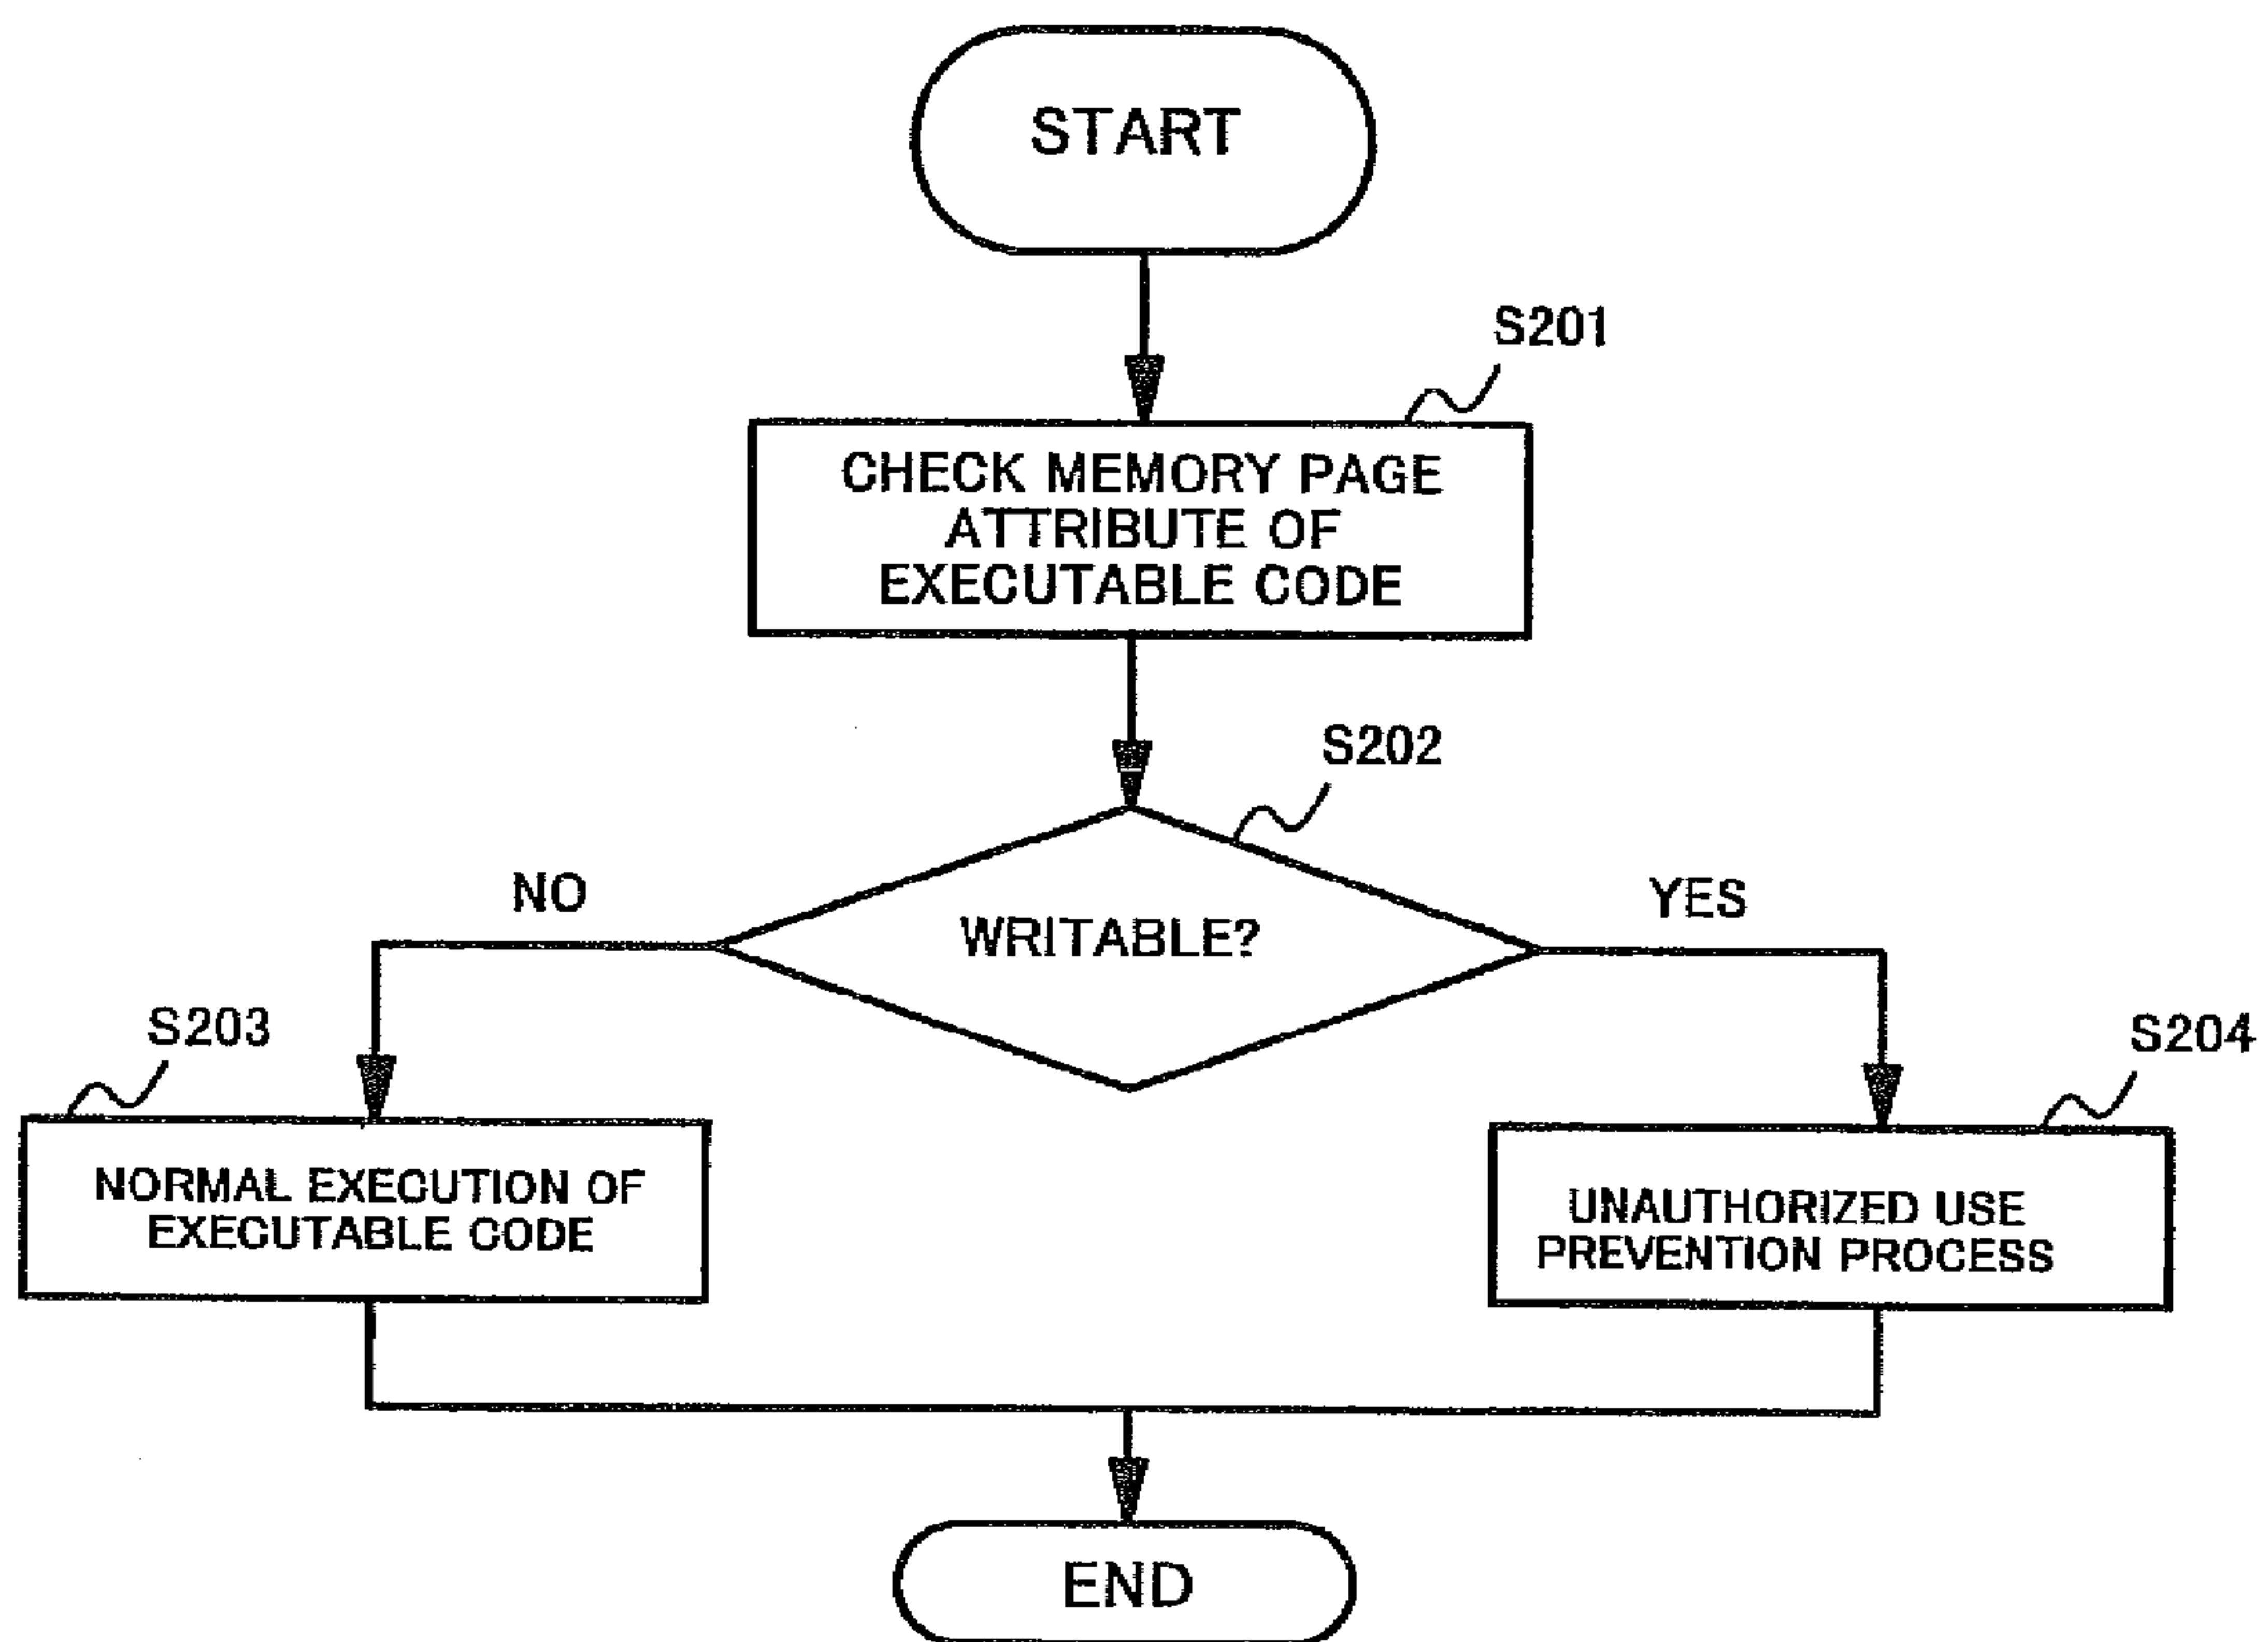 START
S201
CHECK MEMORY PAGE
ATTRIBUTE OF
EXECUTABLE CODE
S202
NO
WRITABLE?
YES
S203
S204
NORMAL EXECUTION OF
EXECUTABLE CODE
UNAUTHORIZED USE
PREVENTION PROCESS
END